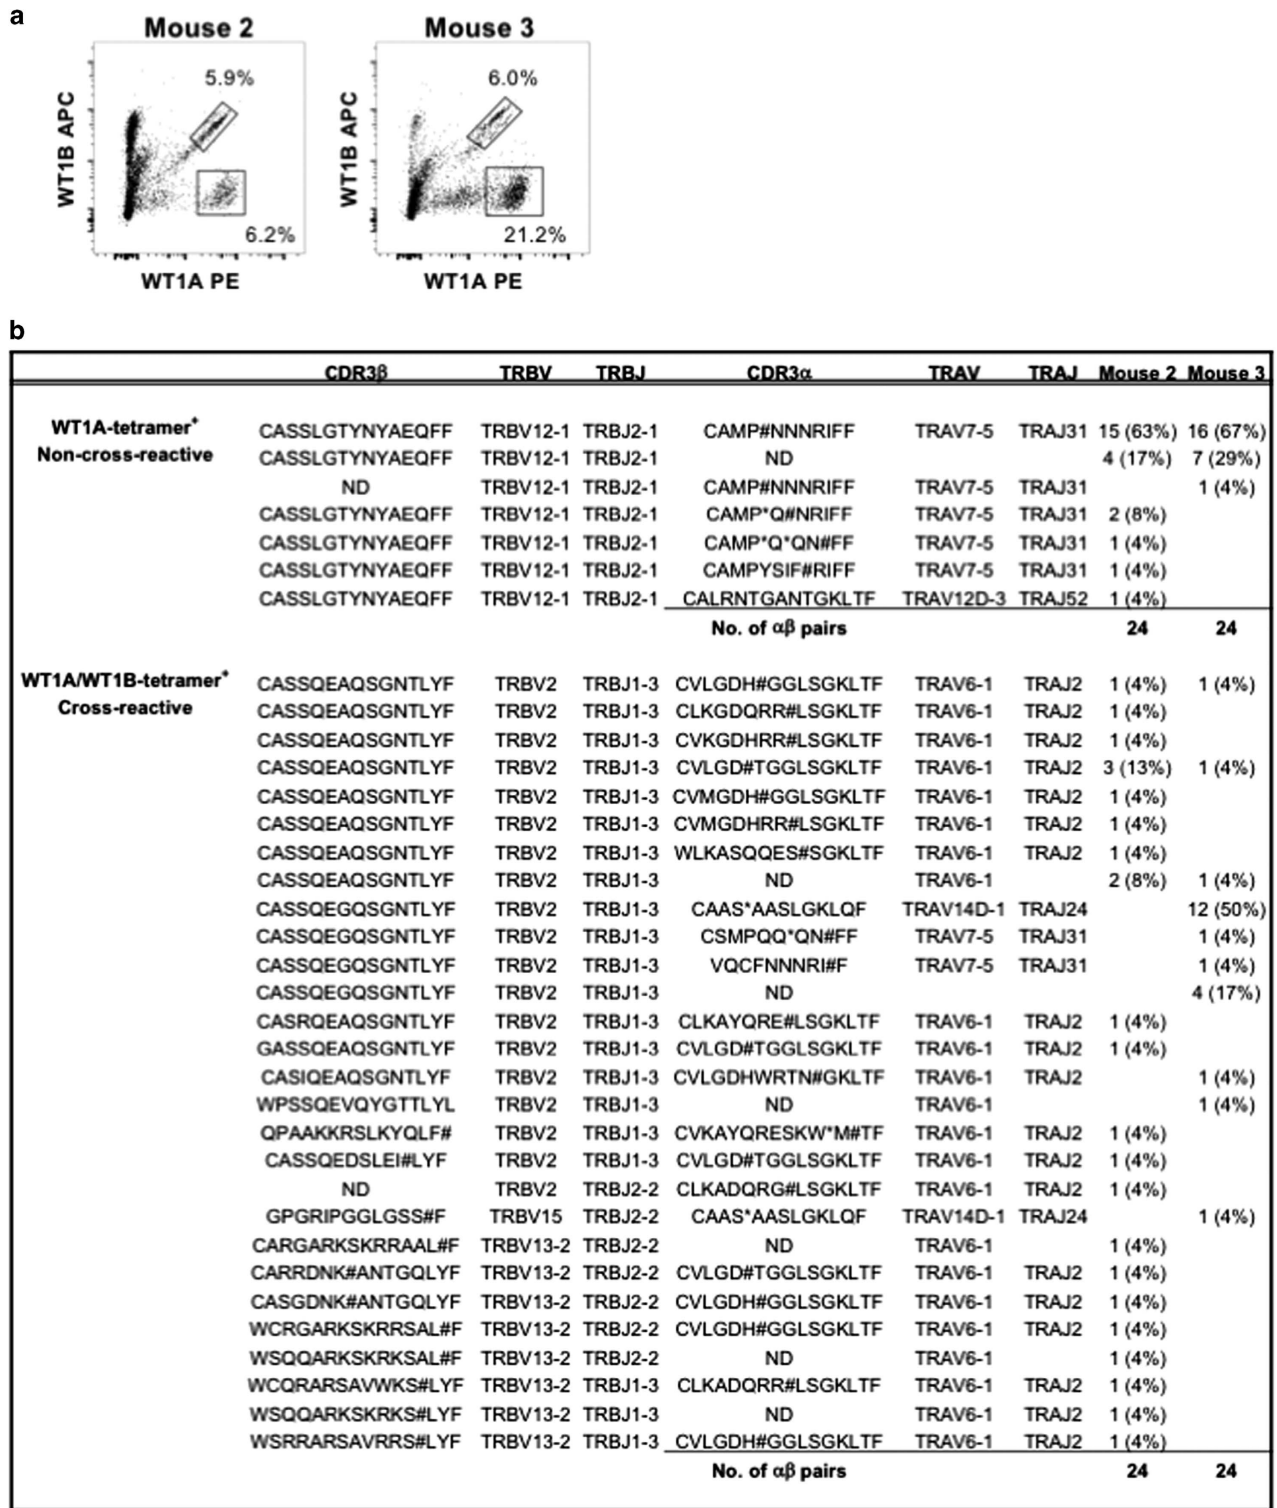 a
Mouse 2 Mouse 3
5.9% 6.0%
WT1B APC WT1B APC
6.2% 21.2%
WT1A PE WT1A PE
b
CDR3β TRBV TRBJ CDR3α TRAV TRAJ Mouse 2 Mouse 3
WT1A-tetramer⁺ CASSLGTYNYAEQFF TRBV12-1 TRBJ2-1 CAMP#NNNRIFF TRAV7-5 TRAJ31 15 (63%) 16 (67%)
Non-cross-reactive CASSLGTYNYAEQFF TRBV12-1 TRBJ2-1 ND 4 (17%) 7 (29%)
ND TRBV12-1 TRBJ2-1 CAMP#NNNRIFF TRAV7-5 TRAJ31 1 (4%)
CASSLGTYNYAEQFF TRBV12-1 TRBJ2-1 CAMP*Q#NRIFF TRAV7-5 TRAJ31 2 (8%)
CASSLGTYNYAEQFF TRBV12-1 TRBJ2-1 CAMP*Q*QN#FF TRAV7-5 TRAJ31 1 (4%)
CASSLGTYNYAEQFF TRBV12-1 TRBJ2-1 CAMPYSIF#RIFF TRAV7-5 TRAJ31 1 (4%)
CASSLGTYNYAEQFF TRBV12-1 TRBJ2-1 CALRNTGANTGKLTF TRAV12D-3 TRAJ52 1 (4%)
No. of αβ pairs 24 24
WT1A/WT1B-tetramer⁺ CASSQEAQSGNTLYF TRBV2 TRBJ1-3 CVLGDH#GGLSGKLTF TRAV6-1 TRAJ2 1 (4%) 1 (4%)
Cross-reactive CASSQEAQSGNTLYF TRBV2 TRBJ1-3 CLKGDQRR#LSGKLTF TRAV6-1 TRAJ2 1 (4%)
CASSQEAQSGNTLYF TRBV2 TRBJ1-3 CVKGDHRR#LSGKLTF TRAV6-1 TRAJ2 1 (4%)
CASSQEAQSGNTLYF TRBV2 TRBJ1-3 CVLGD#TGGLSGKLTF TRAV6-1 TRAJ2 3 (13%) 1 (4%)
CASSQEAQSGNTLYF TRBV2 TRBJ1-3 CVMGDH#GGLSGKLTF TRAV6-1 TRAJ2 1 (4%)
CASSQEAQSGNTLYF TRBV2 TRBJ1-3 CVMGDHRR#LSGKLTF TRAV6-1 TRAJ2 1 (4%)
CASSQEAQSGNTLYF TRBV2 TRBJ1-3 WLKASQQES#SGKLTF TRAV6-1 TRAJ2 1 (4%)
CASSQEAQSGNTLYF TRBV2 TRBJ1-3 ND TRAV6-1 2 (8%) 1 (4%)
CASSQEGQSGNTLYF TRBV2 TRBJ1-3 CAAS*AASLGKLQF TRAV14D-1 TRAJ24 12 (50%)
CASSQEGQSGNTLYF TRBV2 TRBJ1-3 CSMPQQ*QN#FF TRAV7-5 TRAJ31 1 (4%)
CASSQEGQSGNTLYF TRBV2 TRBJ1-3 VQCFNNNRI#F TRAV7-5 TRAJ31 1 (4%)
CASSQEGQSGNTLYF TRBV2 TRBJ1-3 ND 4 (17%)
CASRQEAQSGNTLYF TRBV2 TRBJ1-3 CLKAYQRE#LSGKLTF TRAV6-1 TRAJ2 1 (4%)
GASSQEAQSGNTLYF TRBV2 TRBJ1-3 CVLGD#TGGLSGKLTF TRAV6-1 TRAJ2 1 (4%)
CASIQEAQSGNTLYF TRBV2 TRBJ1-3 CVLGDHWRTN#GKLTF TRAV6-1 TRAJ2 1 (4%)
WPSSQEVQYGTTLYL TRBV2 TRBJ1-3 ND TRAV6-1 1 (4%)
QPAAKKRSLKYQLF# TRBV2 TRBJ1-3 CVKAYQRESKW*M#TF TRAV6-1 TRAJ2 1 (4%)
CASSQEDSLEI#LYF TRBV2 TRBJ1-3 CVLGD#TGGLSGKLTF TRAV6-1 TRAJ2 1 (4%)
ND TRBV2 TRBJ2-2 CLKADQRG#LSGKLTF TRAV6-1 TRAJ2 1 (4%)
GPGRIPGGLGSS#F TRBV15 TRBJ2-2 CAAS*AASLGKLQF TRAV14D-1 TRAJ24 1 (4%)
CARGARKSKRRAAL#F TRBV13-2 TRBJ2-2 ND TRAV6-1 1 (4%)
CARRDNK#ANTGQLYF TRBV13-2 TRBJ2-2 CVLGD#TGGLSGKLTF TRAV6-1 TRAJ2 1 (4%)
CASGDNK#ANTGQLYF TRBV13-2 TRBJ2-2 CVLGDH#GGLSGKLTF TRAV6-1 TRAJ2 1 (4%)
WCRGARKSKRRSAL#F TRBV13-2 TRBJ2-2 CVLGDH#GGLSGKLTF TRAV6-1 TRAJ2 1 (4%)
WSQQARKSKRKSAL#F TRBV13-2 TRBJ2-2 ND TRAV6-1 1 (4%)
WCQRARSAVWKS#LYF TRBV13-2 TRBJ1-3 CLKADQRR#LSGKLTF TRAV6-1 TRAJ2 1 (4%)
WSQQARKSKRKS#LYF TRBV13-2 TRBJ1-3 ND TRAV6-1 1 (4%)
WSRRARSAVRRS#LYF TRBV13-2 TRBJ1-3 CVLGDH#GGLSGKLTF TRAV6-1 TRAJ2 1 (4%)
No. of αβ pairs 24 24